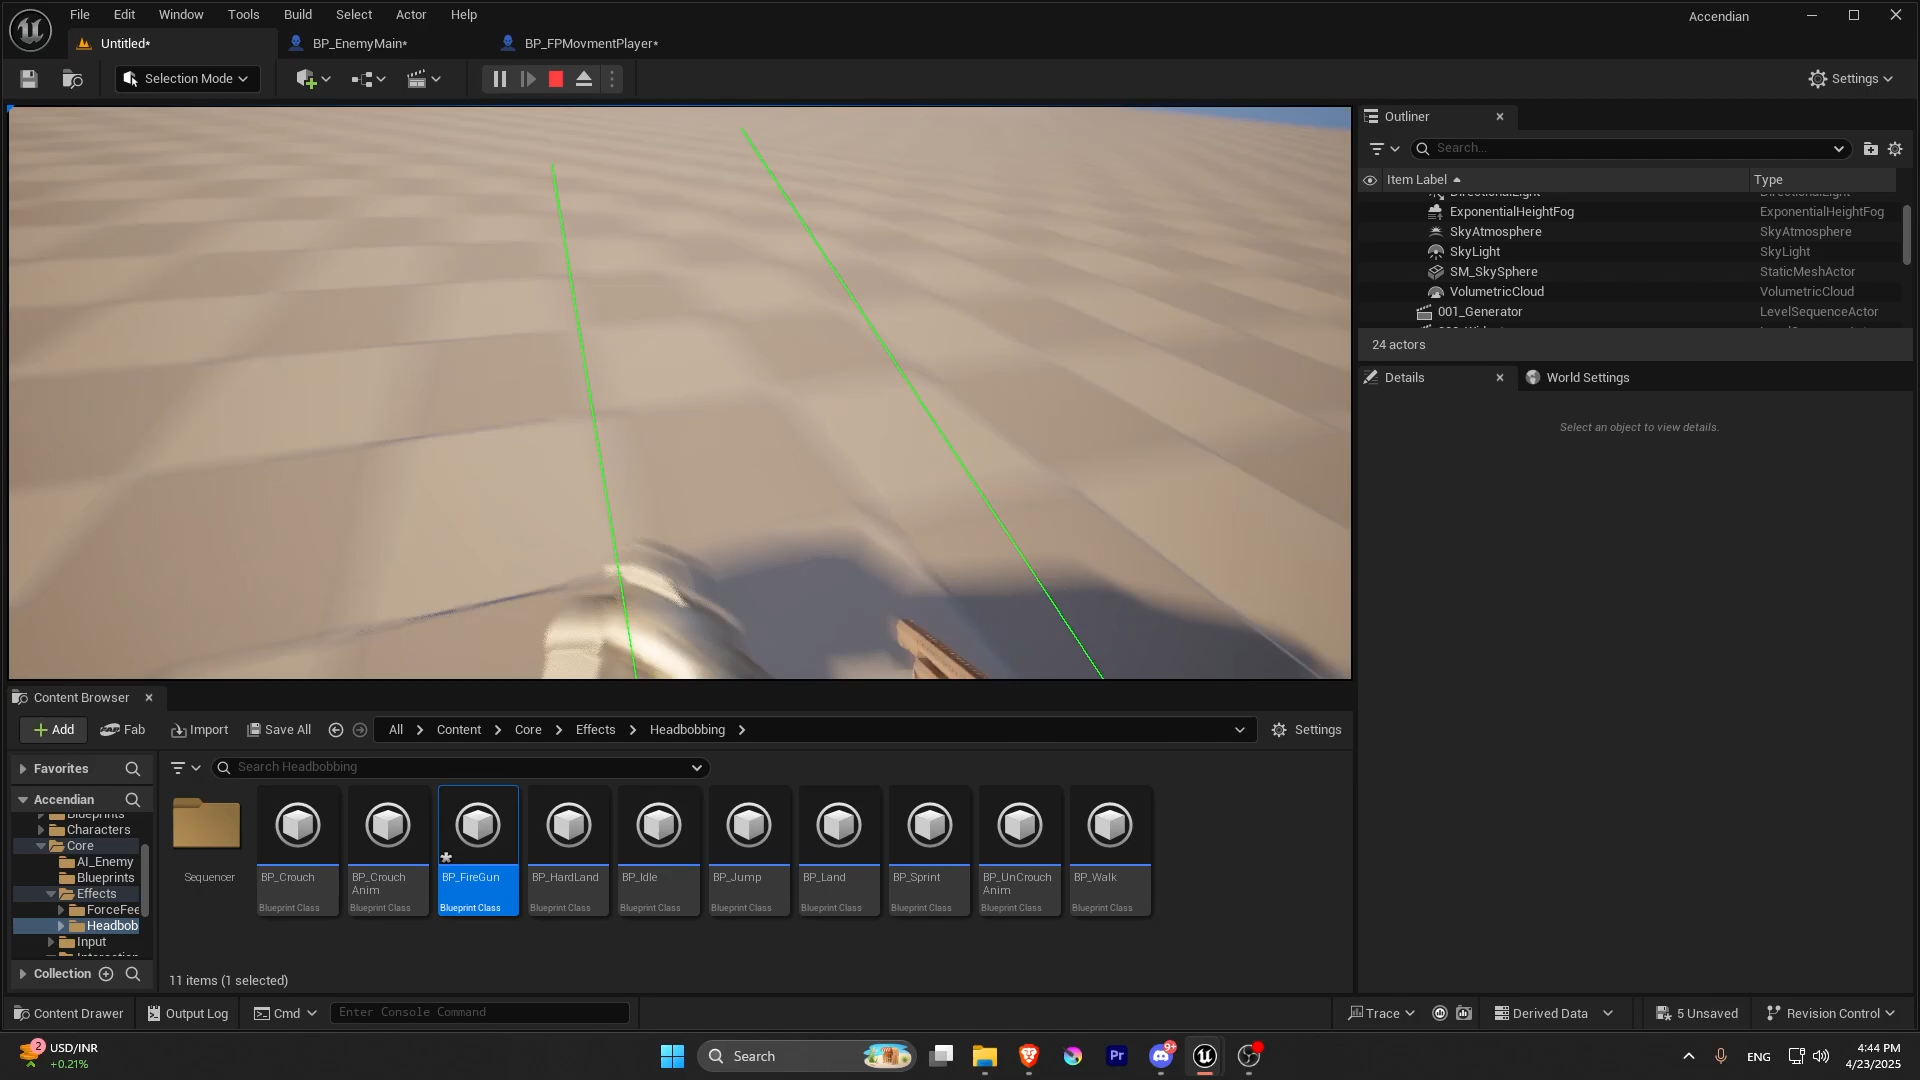 File Edit Window Tools Build Select Actor Help
Accendian
Untitled*
BP_EnemyMain*
BP_FPMovmentPlayer*
Selection Mode
Settings
Outliner
Search...
Item Label
Type
DirectionalLight DirectionalLight
ExponentialHeightFog ExponentialHeightFog
SkyAtmosphere SkyAtmosphere
SkyLight SkyLight
SM_SkySphere StaticMeshActor
VolumetricCloud VolumetricCloud
001_Generator LevelSequenceActor
24 actors
Details
World Settings
Select an object to view details.
Content Browser
Add
Fab
Import
Save All
All
Content
Core
Effects
Headbobbing
Settings
Favorites
Search Headbobbing
Accendian
Blueprints
Characters
Core
AI_Enemy
Blueprints
Effects
ForceFee
Headbob
Input
Collection
Sequencer
BP_Crouch
Blueprint Class
BP_Crouch
Anim
Blueprint Class
BP_FireGun
Blueprint Class
BP_HardLand
Blueprint Class
BP_Idle
Blueprint Class
BP_Jump
Blueprint Class
BP_Land
Blueprint Class
BP_Sprint
Blueprint Class
BP_UnCrouch
Anim
Blueprint Class
BP_Walk
Blueprint Class
11 items (1 selected)
Content Drawer
Output Log
Cmd
Enter Console Command
Trace
Derived Data
5 Unsaved
Revision Control
2
USD/INR
+0.21%
Search
Pr
9+
ENG
4:44 PM
4/23/2025